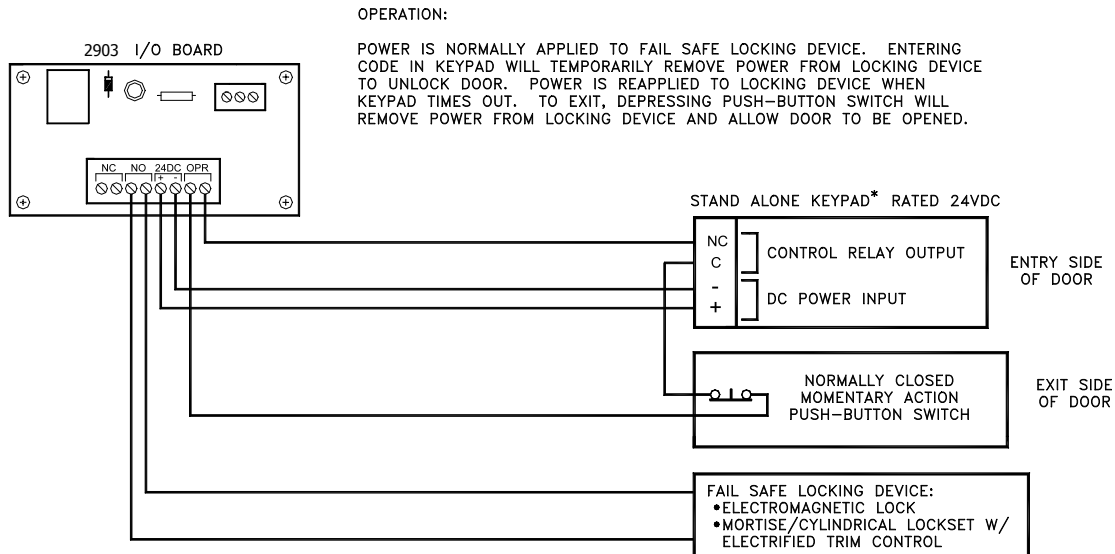 OPERATION:
2903 I/O BOARD
POWER IS NORMALLY APPLIED TO FAIL SAFE LOCKING DEVICE. ENTERING
CODE IN KEYPAD WILL TEMPORARILY REMOVE POWER FROM LOCKING DEVICE
TO UNLOCK DOOR. POWER IS REAPPLIED TO LOCKING DEVICE WHEN
KEYPAD TIMES OUT. TO EXIT, DEPRESSING PUSH-BUTTON SWITCH WILL
REMOVE POWER FROM LOCKING DEVICE AND ALLOW DOOR TO BE OPENED.
NC NO 24DC OPR
+ -
STAND ALONE KEYPAD* RATED 24VDC
NC
C
-
+
CONTROL RELAY OUTPUT
DC POWER INPUT
ENTRY SIDE
OF DOOR
NORMALLY CLOSED
MOMENTARY ACTION
PUSH-BUTTON SWITCH
EXIT SIDE
OF DOOR
FAIL SAFE LOCKING DEVICE:
•ELECTROMAGNETIC LOCK
•MORTISE/CYLINDRICAL LOCKSET W/
ELECTRIFIED TRIM CONTROL